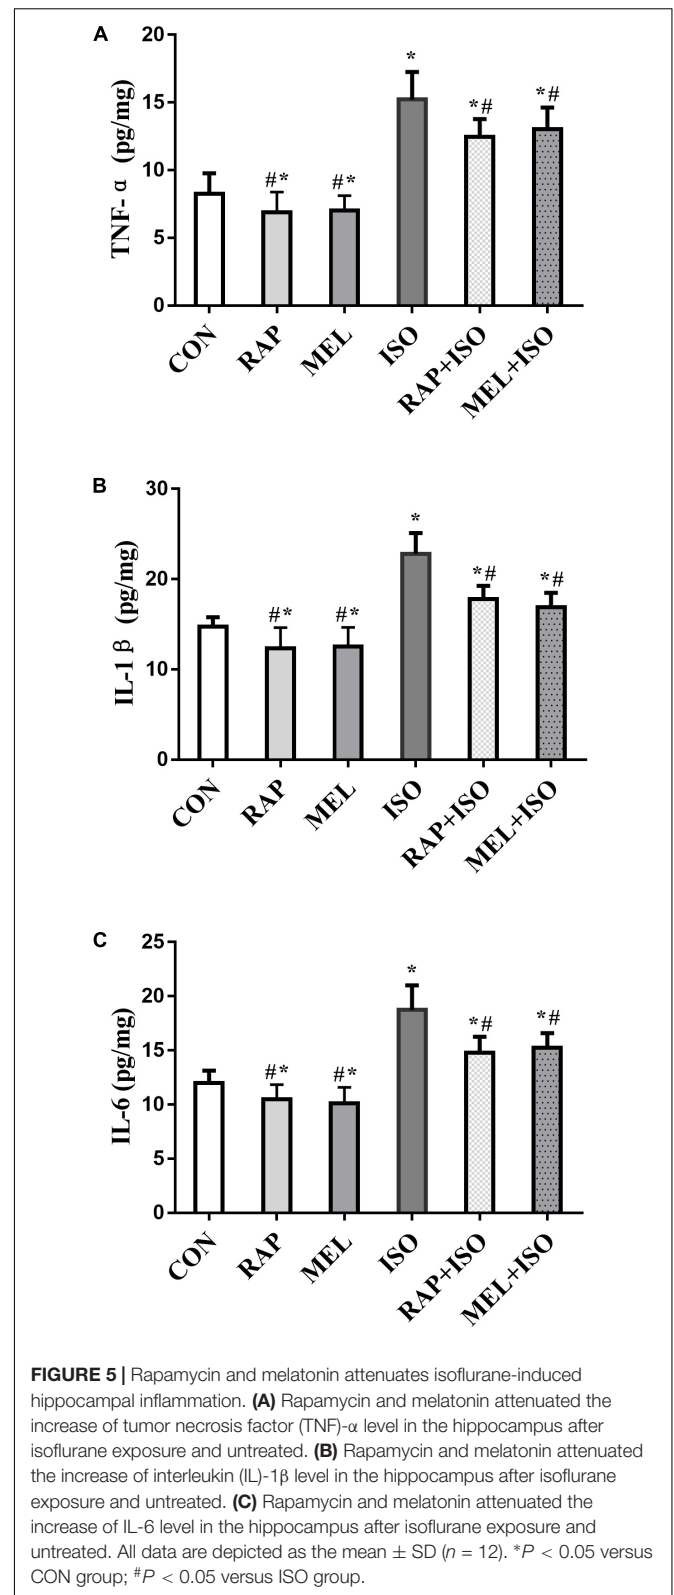 A
20
15
10
5
0
TNF- α (pg/mg)
*
*#
*#
#*
#*
CON
RAP
MEL
ISO
RAP+ISO
MEL+ISO
B
30
20
10
0
IL-1 β (pg/mg)
*
*#
*#
#*
#*
CON
RAP
MEL
ISO
RAP+ISO
MEL+ISO
C
25
20
15
10
5
0
IL-6 (pg/mg)
*
*#
*#
#*
#*
CON
RAP
MEL
ISO
RAP+ISO
MEL+ISO
FIGURE 5 | Rapamycin and melatonin attenuates isoflurane-induced
hippocampal inflammation. (A) Rapamycin and melatonin attenuated the
increase of tumor necrosis factor (TNF)-α level in the hippocampus after
isoflurane exposure and untreated. (B) Rapamycin and melatonin attenuated
the increase of interleukin (IL)-1β level in the hippocampus after isoflurane
exposure and untreated. (C) Rapamycin and melatonin attenuated the
increase of IL-6 level in the hippocampus after isoflurane exposure and
untreated. All data are depicted as the mean ± SD (n = 12). *P < 0.05 versus
CON group; #P < 0.05 versus ISO group.